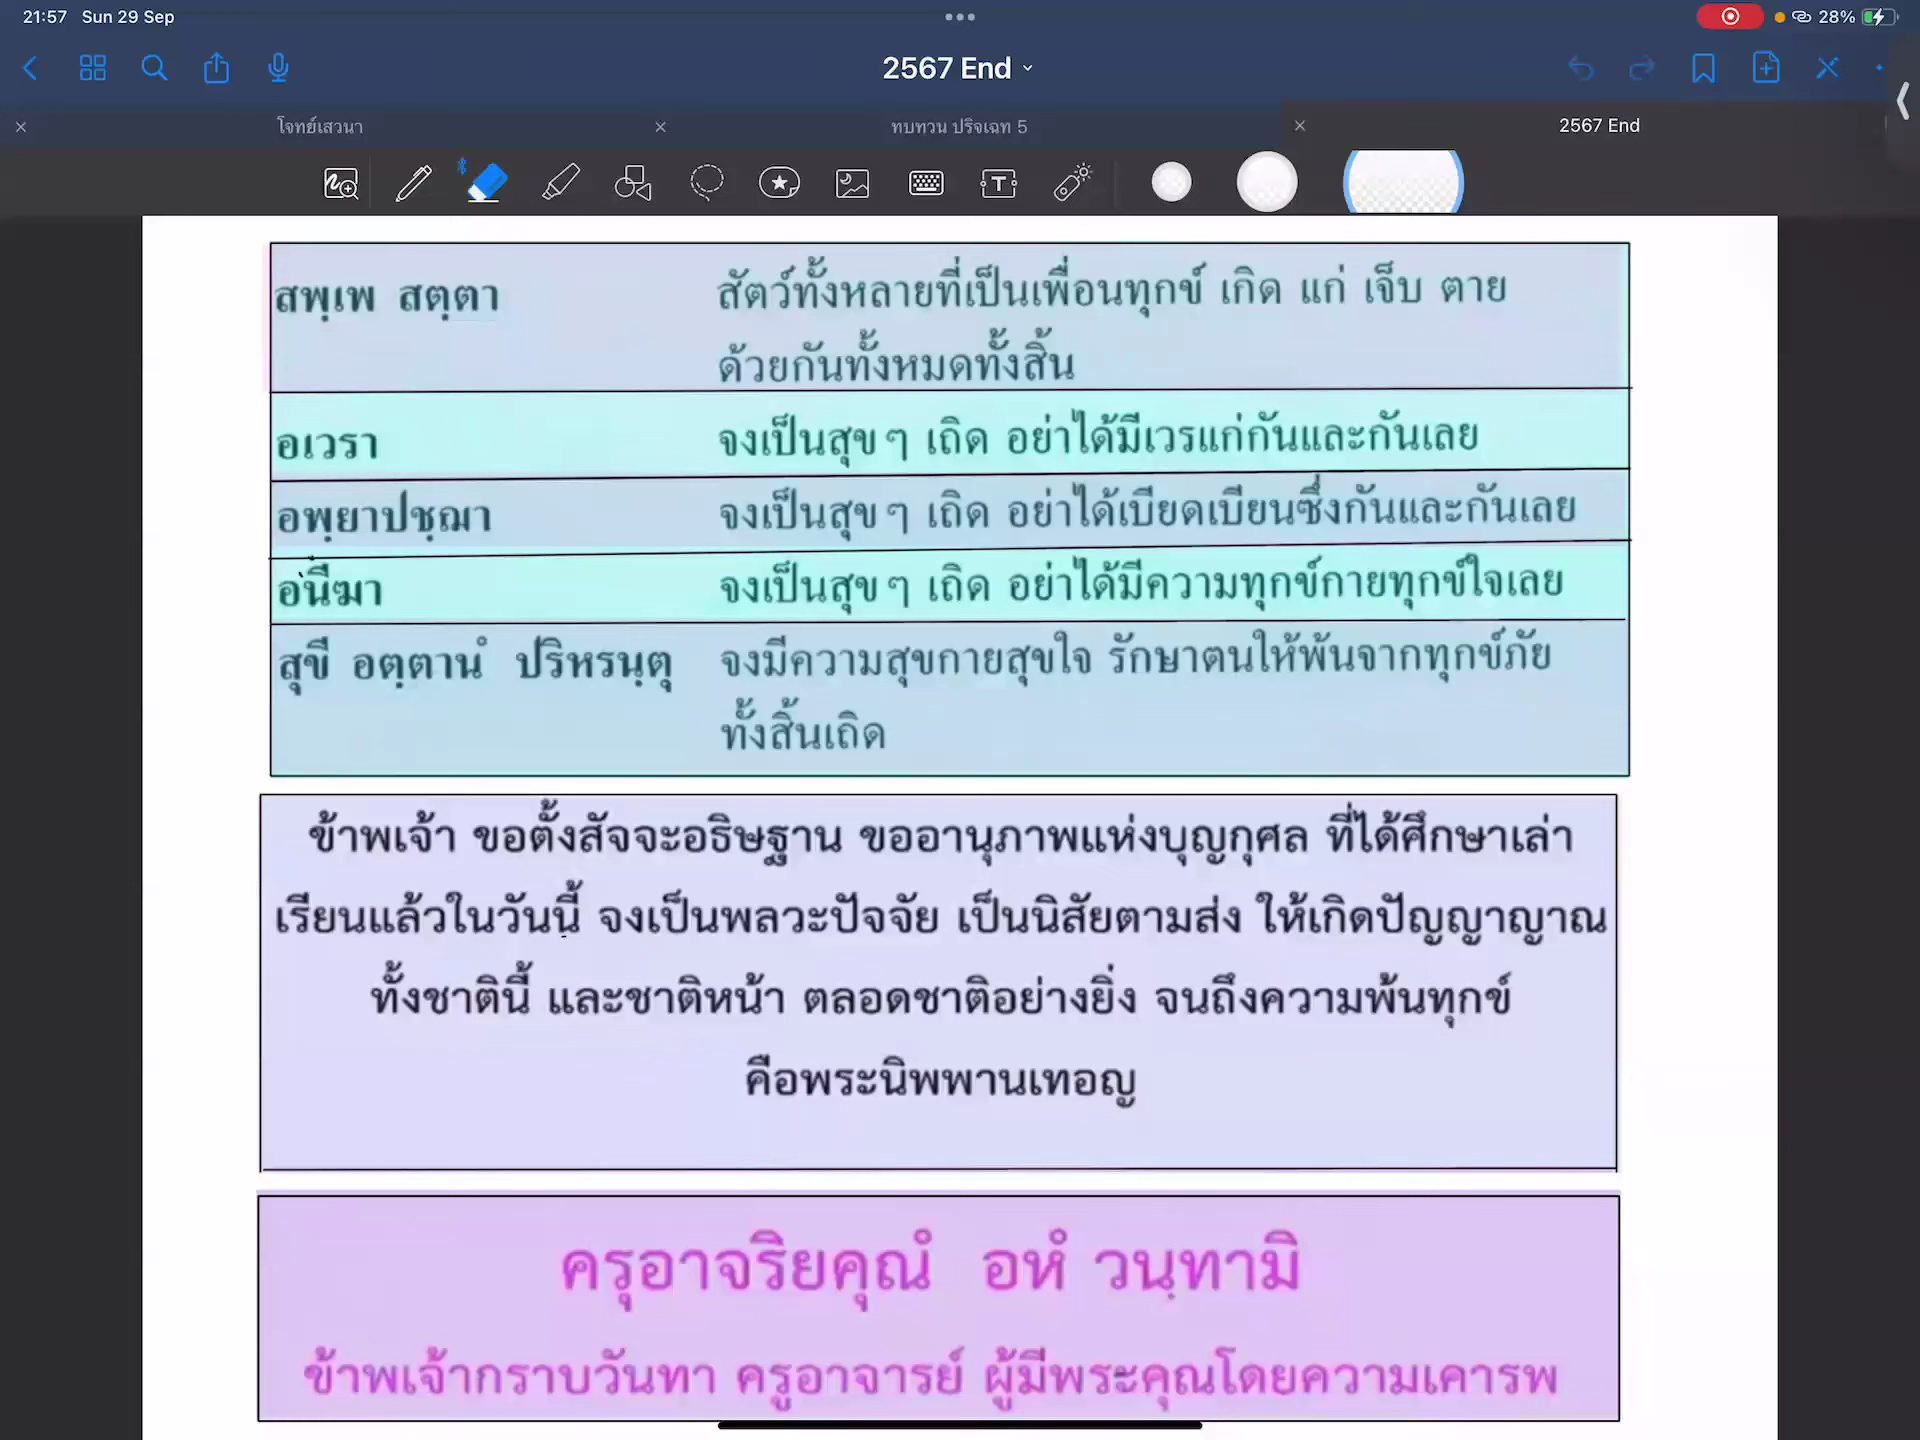 21:57 Sun 29 Sep
28%
2567 End
โจทย์เสวนา
ทบทวน ปริจเฉท 5
2567 End
สพฺเพ สตฺตา สัตว์ทั้งหลายที่เป็นเพื่อนทุกข์ เกิด แก่ เจ็บ ตาย
ด้วยกันทั้งหมดทั้งสิ้น
อเวรา จงเป็นสุข ๆ เถิด อย่าได้มีเวรแก่กันและกันเลย
อพฺยาปชฺฌา จงเป็นสุข ๆ เถิด อย่าได้เบียดเบียนซึ่งกันและกันเลย
อนีฆา จงเป็นสุข ๆ เถิด อย่าได้มีความทุกข์กายทุกข์ใจเลย
สุขี อตฺตานํ ปริหรนฺตุ จงมีความสุขกายสุขใจ รักษาตนให้พ้นจากทุกข์ภัย
ทั้งสิ้นเถิด
ข้าพเจ้า ขอตั้งสัจจะอธิษฐาน ขออานุภาพแห่งบุญกุศล ที่ได้ศึกษาเล่า
เรียนแล้วในวันนี้ จงเป็นพลวะปัจจัย เป็นนิสัยตามส่ง ให้เกิดปัญญาญาณ
ทั้งชาตินี้ และชาติหน้า ตลอดชาติอย่างยิ่ง จนถึงความพ้นทุกข์
คือพระนิพพานเทอญ
ครุอาจริยคุณํ อหํ วนฺทามิ
ข้าพเจ้ากราบวันทา ครูอาจารย์ ผู้มีพระคุณโดยความเคารพ